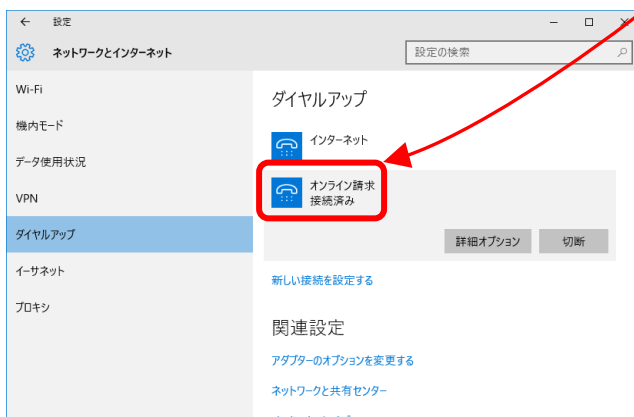 設定
ネットワークとインターネット
設定の検索
Wi-Fi
機内モード
データ使用状況
VPN
ダイヤルアップ
イーサネット
プロキシ
ダイヤルアップ
インターネット
オンライン請求
接続済み
詳細オプション
切断
新しい接続を設定する
関連設定
アダプターのオプションを変更する
ネットワークと共有センター